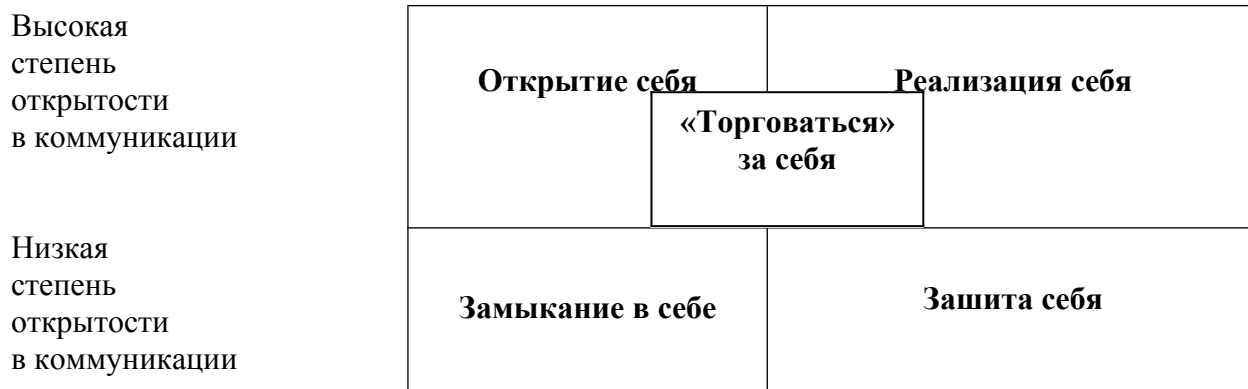 Высокая
степень
открытости
в коммуникации
Открытие себя
Реализация себя
«Торговаться»
за себя
Низкая
степень
открытости
в коммуникации
Замыкание в себе
Зашита себя